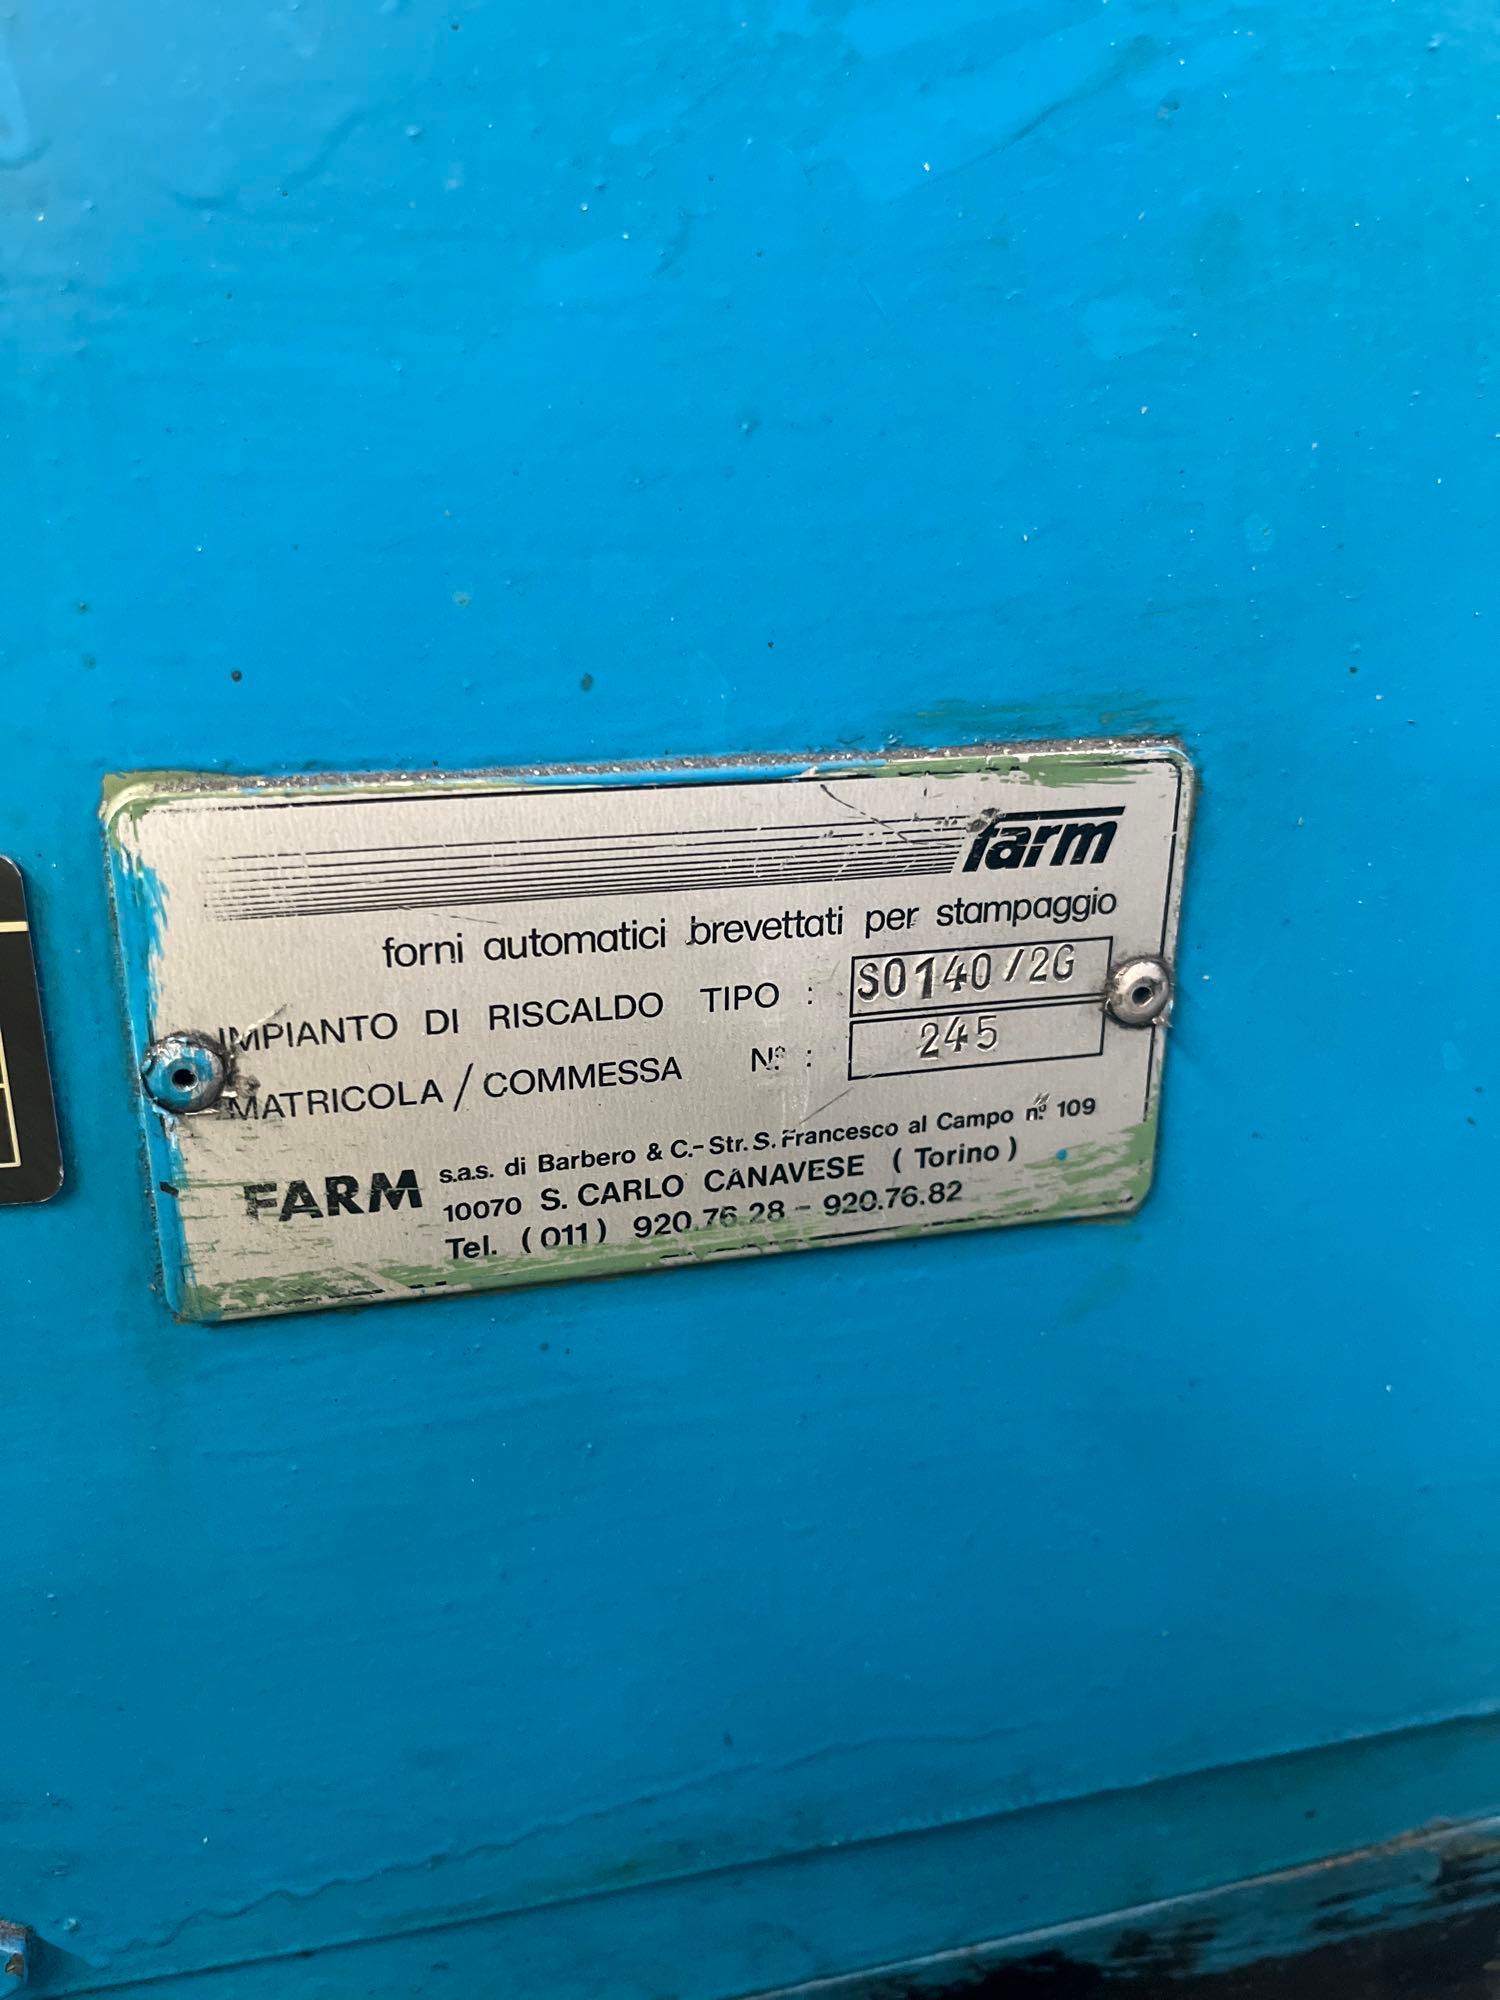 farm
forni automatici brevettati per stampaggio
IMPIANTO DI RISCALDO TIPO : SO140/2G
MATRICOLA/COMMESSA N° : 245
FARM s.a.s. di Barbero & C.- Str. S. Francesco al Campo n° 109
10070 S. CARLO CANAVESE (Torino)
Tel. (011) 920.76.28 - 920.76.82